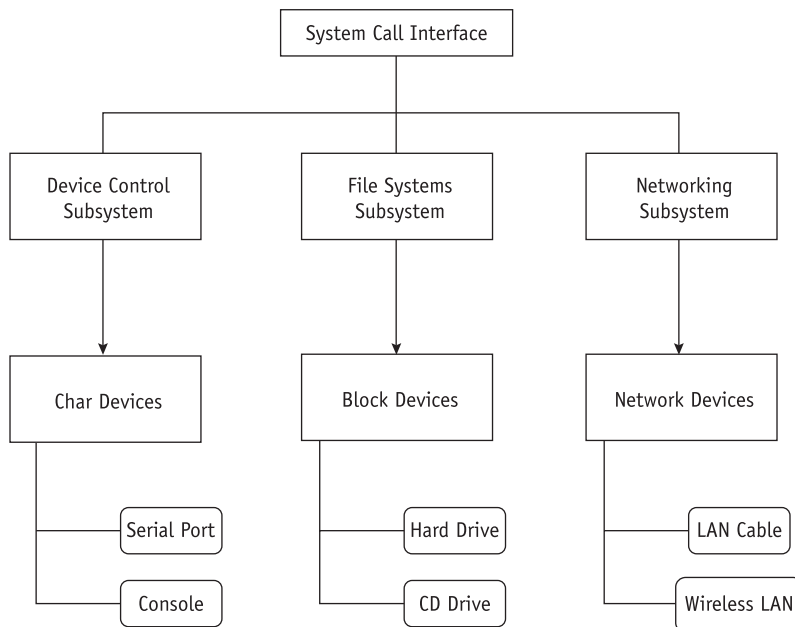 System Call Interface
Device Control
Subsystem
File Systems
Subsystem
Networking
Subsystem
Char Devices
Block Devices
Network Devices
Serial Port
Hard Drive
LAN Cable
Console
CD Drive
Wireless LAN